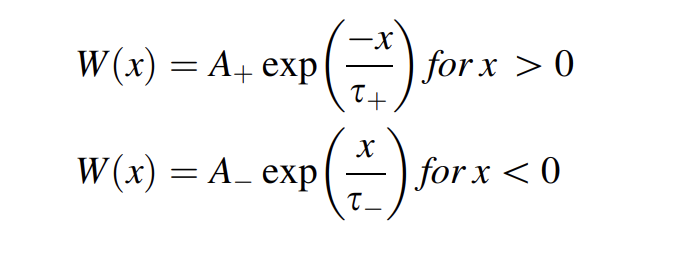 W(x) = A₊ exp(−x/τ₊) for x > 0
W(x) = A₋ exp(x/τ₋) for x < 0